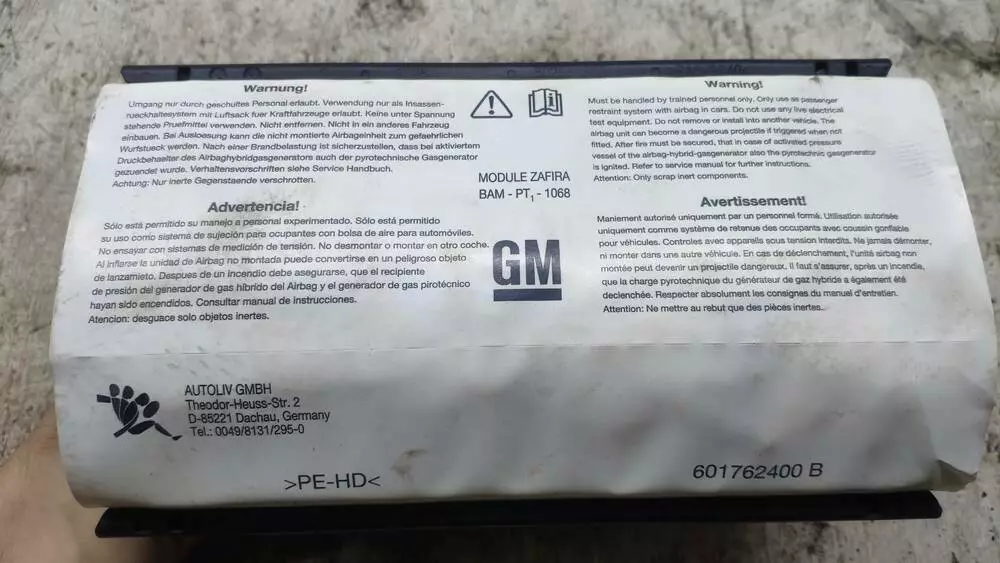 Warnung!
Umgang nur durch geschultes Personal erlaubt. Verwendung nur als Insassen-
rueckhaltesystem mit Luftsack fuer Kraftfahrzeuge erlaubt. Keine unter Spannung
stehende Pruefmittel verwenden. Nicht entfernen. Nicht in ein anderes Fahrzeug
einbauen. Bei Ausloesung kann die nicht montierte Airbageinheit zum gefaehrlichen
Wurfstueck werden. Nach einer Brandbelastung ist sicherzustellen, dass bei aktiviertem
Druckbehaelter des Airbaghybridgasgenerators auch der pyrotechnische Gasgenerator
gezuendet wurde. Verhaltensvorschriften siehe Service Handbuch.
Achtung: Nur inerte Gegenstaende verschrotten.
Advertencia!
Sólo está permitido su manejo a personal experimentado. Sólo está permitido
su uso como sistema de sujeción para ocupantes con bolsa de aire para automóviles.
No ensayar con sistemas de medición de tensión. No desmontar o montar en otro coche.
Al inflarse la unidad de Airbag no montada puede convertirse en un peligroso objeto
de lanzamiento. Despues de un incendio debe asegurarse, que el recipiente
de presión del generador de gas híbrido del Airbag y el generador de gas pirotécnico
hayan sido encendidos. Consultar manual de instrucciones.
Atencion: desguace solo objetos inertes.
MODULE ZAFIRA
BAM - PT1 - 1068
GM
Warning!
Must be handled by trained personnel only. Only use as passenger
restraint system with airbag in cars. Do not use any live electrical
test equipment. Do not remove or install into another vehicle. The
airbag unit can become a dangerous projectile if triggered when not
fitted. After fire must be secured, that in case of activated pressure
vessel of the airbag-hybrid-gasgenerator also the pyrotechnic gasgenerator
is ignited. Refer to service manual for further instructions.
Attention: Only scrap inert components.
Avertissement!
Maniement autorisé uniquement par un personnel formé. Utilisation autorisée
uniquement comme système de retenue des occupants avec coussin gonflable
pour véhicules. Controles avec appareils sous tension interdits. Ne jamais démonter,
ni monter dans une autre véhicule. En cas de déclenchement, l'unité airbag non
montée peut devenir un projectile dangereux. Il faut s'assurer, après un incendie,
que la charge pyrotechnique du générateur de gaz hybride a également été
declenchée. Respecter absolument les consignes du manuel d'entretien.
Attention: Ne mettre au rebut que des pièces inertes.
AUTOLIV GMBH
Theodor-Heuss-Str. 2
D-85221 Dachau, Germany
Tel.: 0049/8131/295-0
>PE-HD<
601762400 B